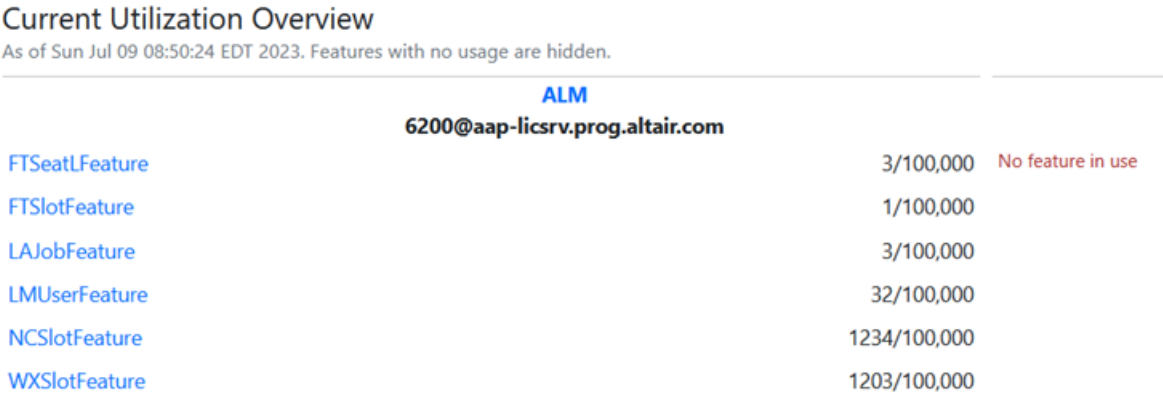 Current Utilization Overview
As of Sun Jul 09 08:50:24 EDT 2023. Features with no usage are hidden.
ALM
6200@aap-licsrv.prog.altair.com
FTSeatLFeature 3/100,000 No feature in use
FTSlotFeature 1/100,000
LAJobFeature 3/100,000
LMUserFeature 32/100,000
NCSlotFeature 1234/100,000
WXSlotFeature 1203/100,000